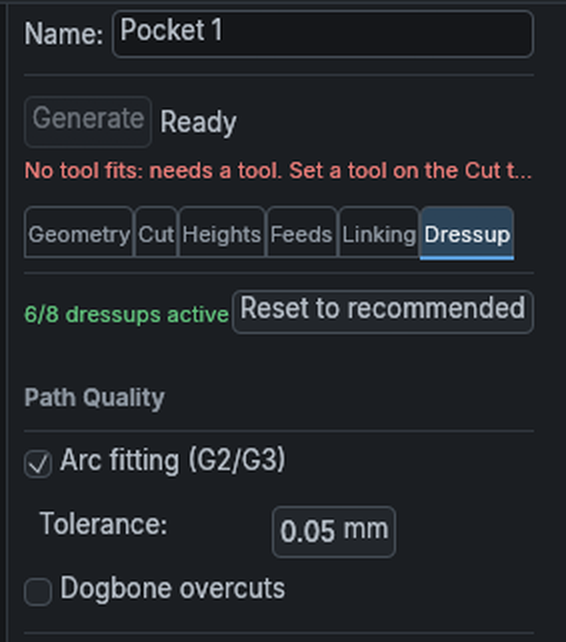 Name: Pocket 1
Generate Ready
No tool fits: needs a tool. Set a tool on the Cut t...
Geometry Cut Heights Feeds Linking Dressup
6/8 dressups active Reset to recommended
Path Quality
Arc fitting (G2/G3)
Tolerance: 0.05 mm
Dogbone overcuts